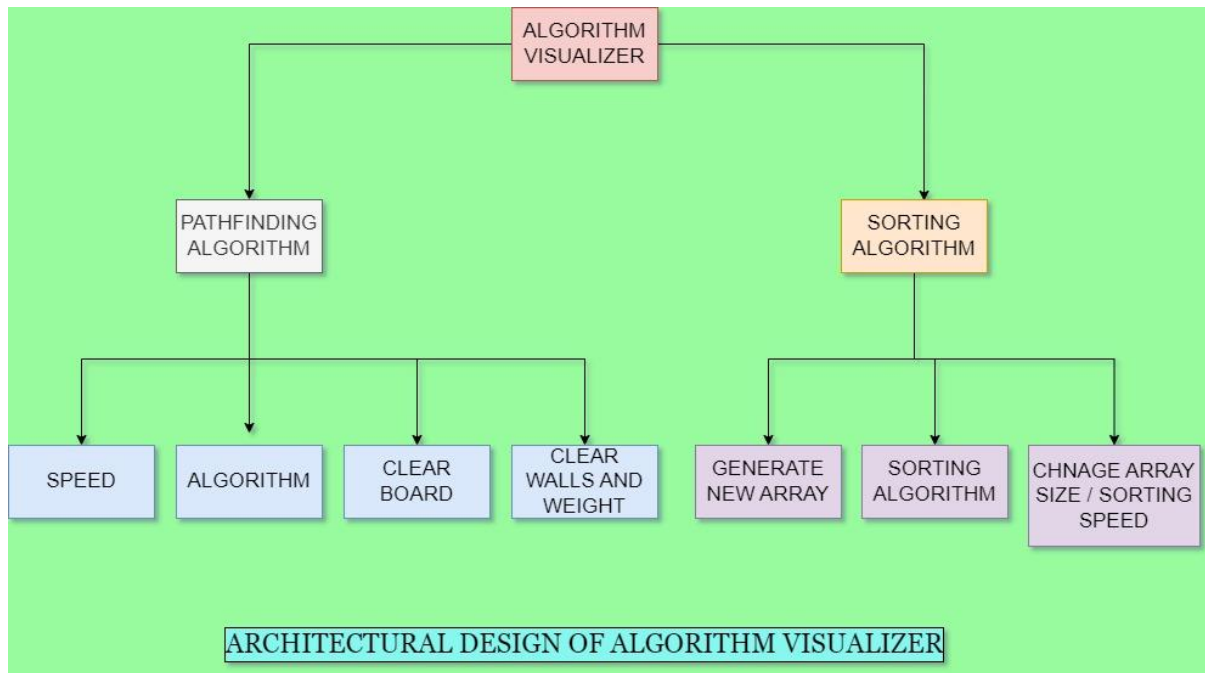 ALGORITHM
VISUALIZER
PATHFINDING
ALGORITHM
SORTING
ALGORITHM
SPEED
ALGORITHM
CLEAR
BOARD
CLEAR
WALLS AND
WEIGHT
GENERATE
NEW ARRAY
SORTING
ALGORITHM
CHNAGE ARRAY
SIZE / SORTING
SPEED
ARCHITECTURAL DESIGN OF ALGORITHM VISUALIZER